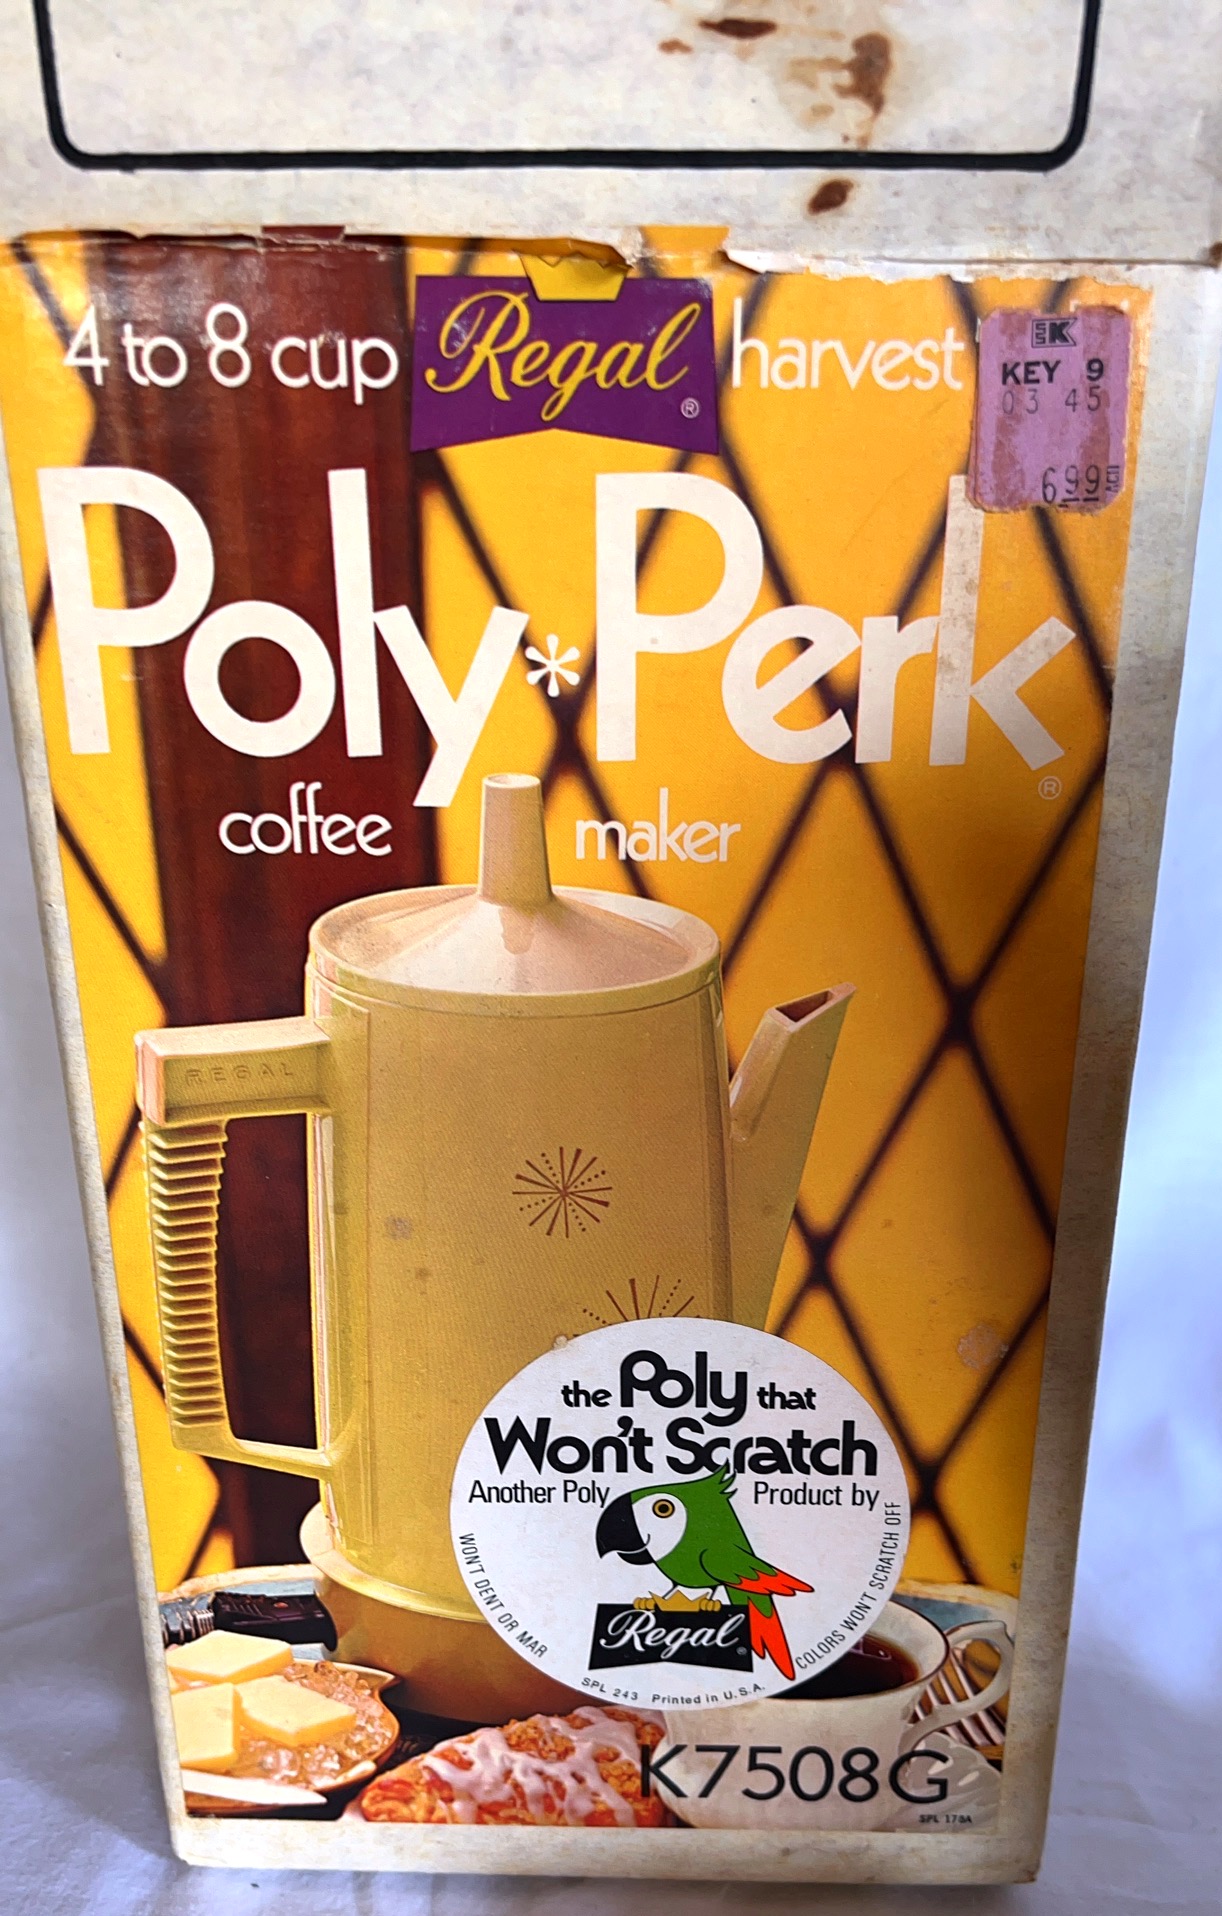 4 to 8 cup
Regal®
harvest
KEY 9
03 45
6.99
Poly*Perk®
coffee maker
REGAL
the Poly that
Won't Scratch
Another Poly Product by
WON'T DENT OR MAR
COLORS WON'T SCRATCH OFF
Regal®
SPL 243 Printed in U.S.A.
K7508G
SPL 178A